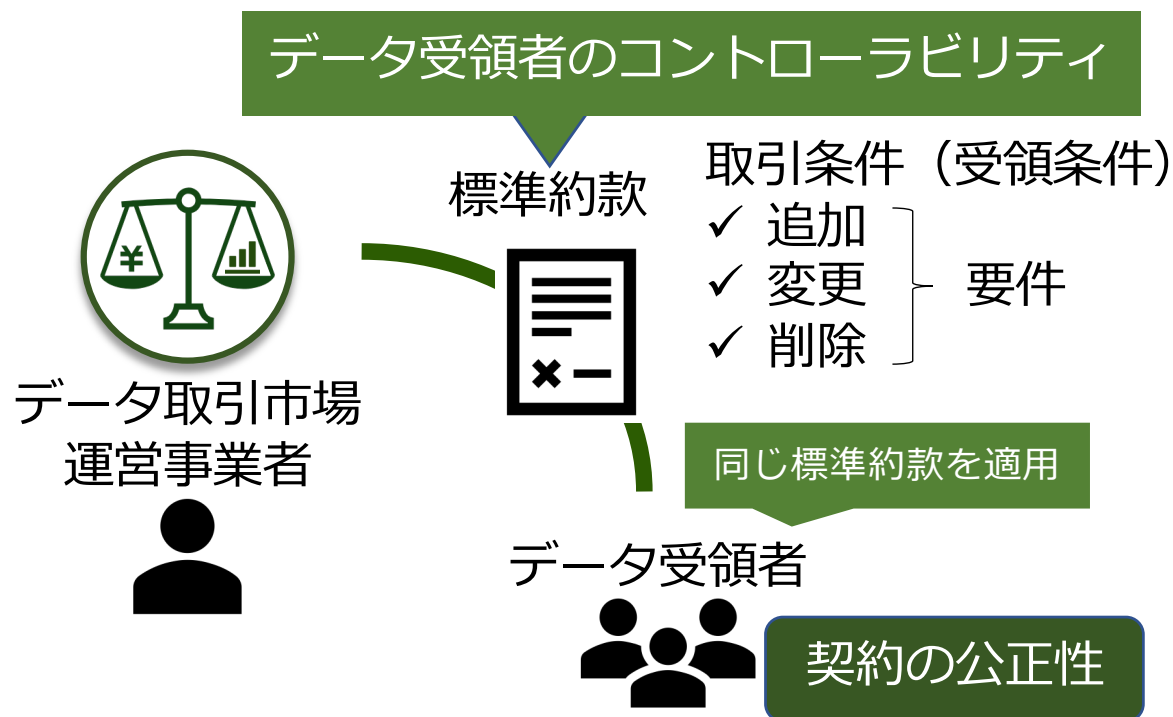 データ受領者のコントローラビリティ
標準約款
取引条件（受領条件）
✓ 追加
✓ 変更
✓ 削除
要件
¥
データ取引市場
運営事業者
同じ標準約款を適用
データ受領者
契約の公正性